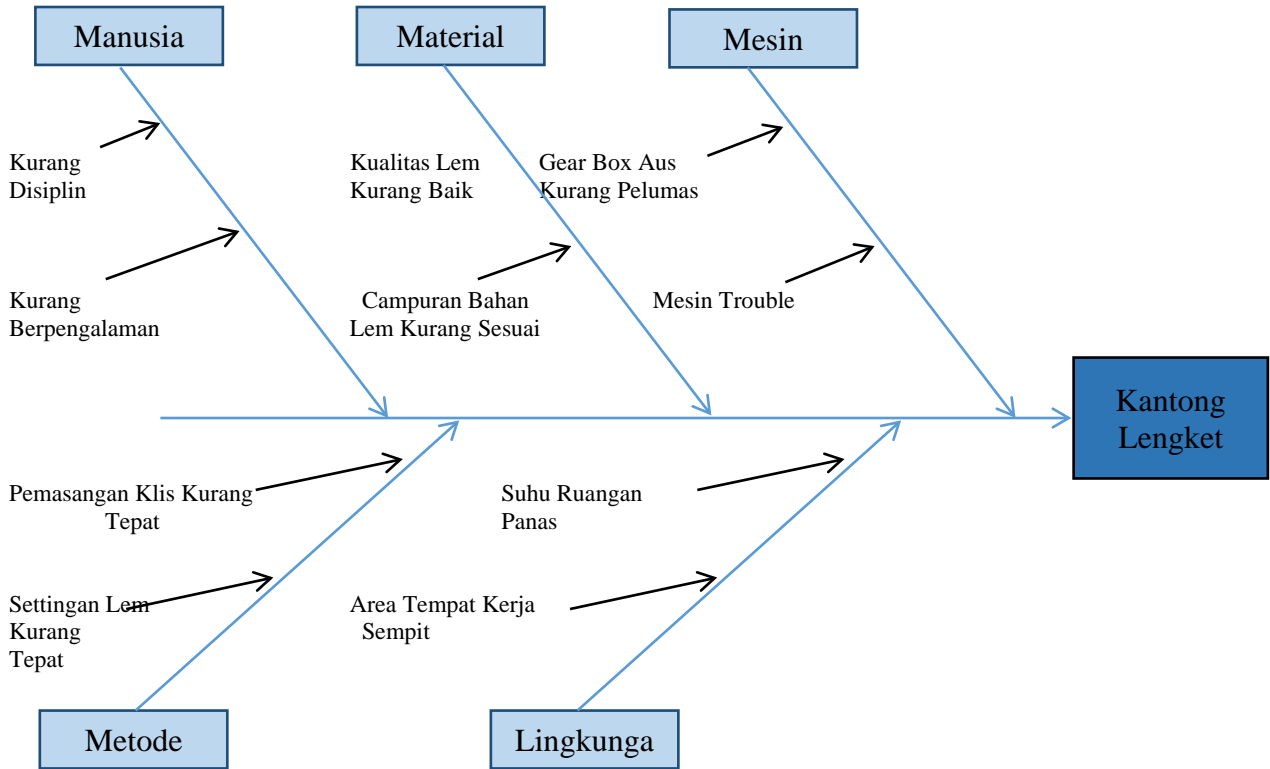 Manusia
Material
Mesin
Kurang
Disiplin
Kualitas Lem
Kurang Baik
Gear Box Aus
Kurang Pelumas
Kurang
Berpengalaman
Campuran Bahan
Lem Kurang Sesuai
Mesin Trouble
Kantong
Lengket
Pemasangan Klis Kurang
Tepat
Suhu Ruangan
Panas
Settingan Lem
Kurang
Tepat
Area Tempat Kerja
Sempit
Metode
Lingkunga